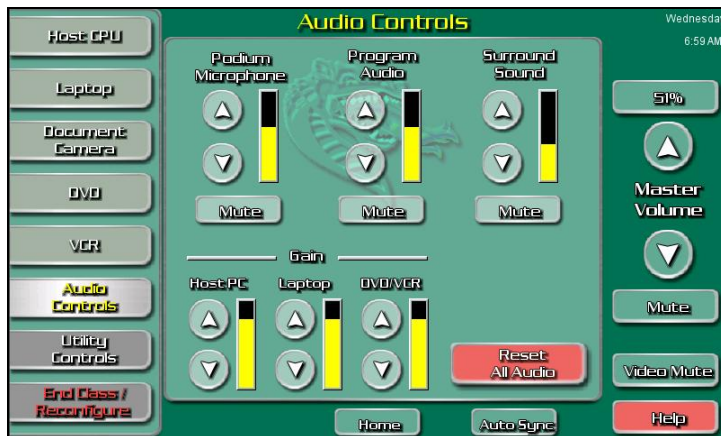 Audio Controls
Wednesday
6:59 AM
Host CPU
Laptop
Document
Camera
DVD
VCR
Audio
Controls
Utility
Controls
End Class /
Reconfigure
Podium
Microphone
Mute
Program
Audio
Mute
Surround
Sound
Mute
Gain
Host PC
Laptop
DVD/VCR
Reset
All Audio
51%
Master
Volume
Mute
Video Mute
Help
Home
Auto Sync